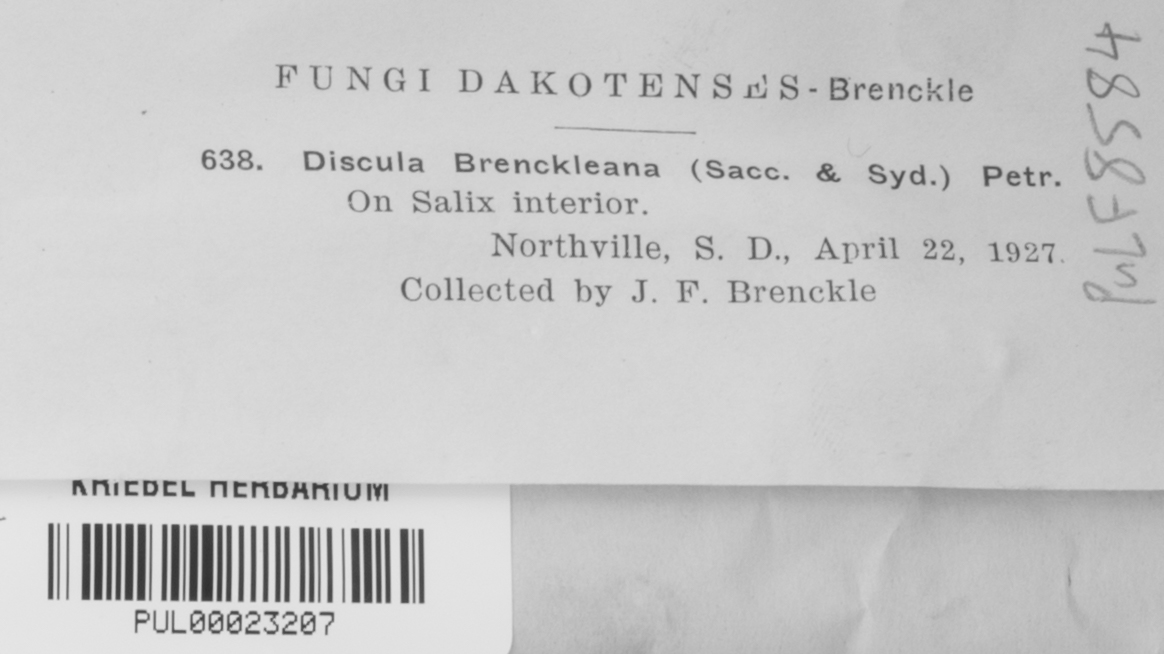 FUNGI DAKOTENSES-Brenckle
638. Discula Brenckleana (Sacc. & Syd.) Petr.
On Salix interior.
Northville, S. D., April 22, 1927.
Collected by J. F. Brenckle
PulF8584
KRIEBEL HERBARIUM
PUL00023207